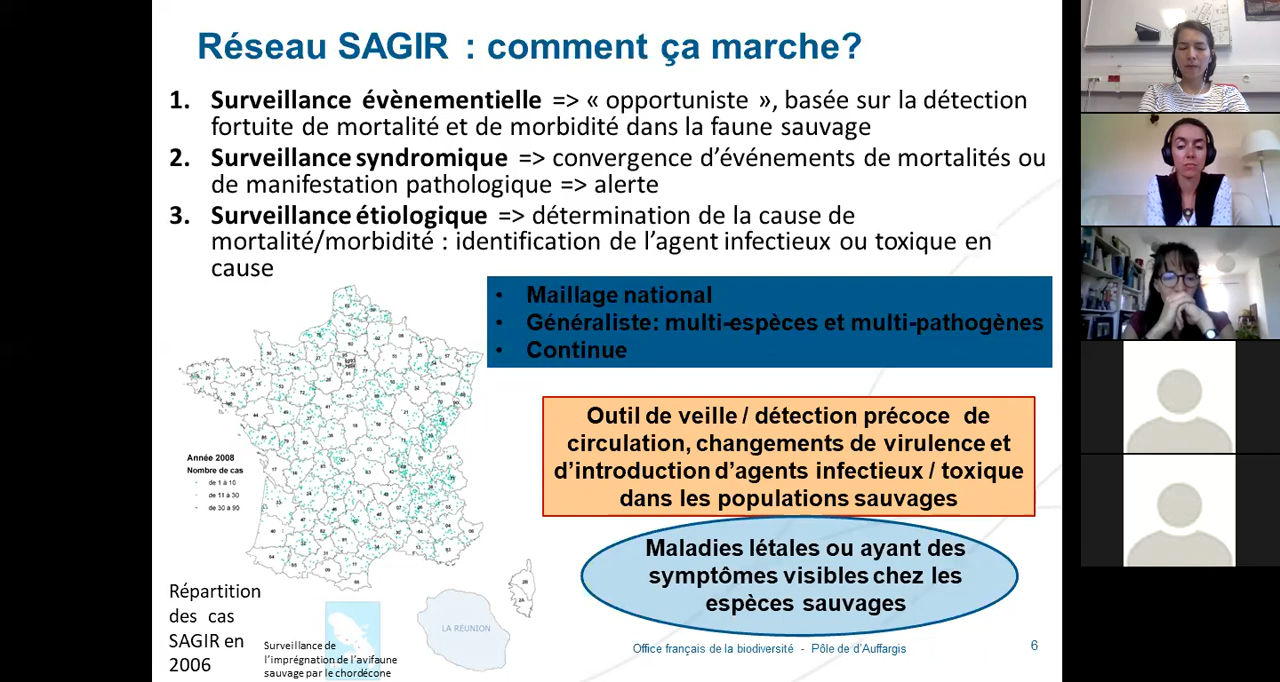 Réseau SAGIR : comment ça marche?
1. Surveillance évènementielle => « opportuniste », basée sur la détection
fortuite de mortalité et de morbidité dans la faune sauvage
2. Surveillance syndromique => convergence d’événements de mortalités ou
de manifestation pathologique => alerte
3. Surveillance étiologique => détermination de la cause de
mortalité/morbidité : identification de l’agent infectieux ou toxique en
cause
• Maillage national
• Généraliste: multi-espèces et multi-pathogènes
• Continue
Outil de veille / détection précoce de
circulation, changements de virulence et
d’introduction d’agents infectieux / toxique
dans les populations sauvages
Maladies létales ou ayant des
symptômes visibles chez les
espèces sauvages
Année 2008
Nombre de cas
de 1 à 10
de 11 à 30
de 30 à 90
Répartition
des cas
SAGIR en
2006
Surveillance de
l’imprégnation de l’avifaune
sauvage par le chordécone
LA RÉUNION
2B
2A
Office français de la biodiversité - Pôle de d’Auffargis
6